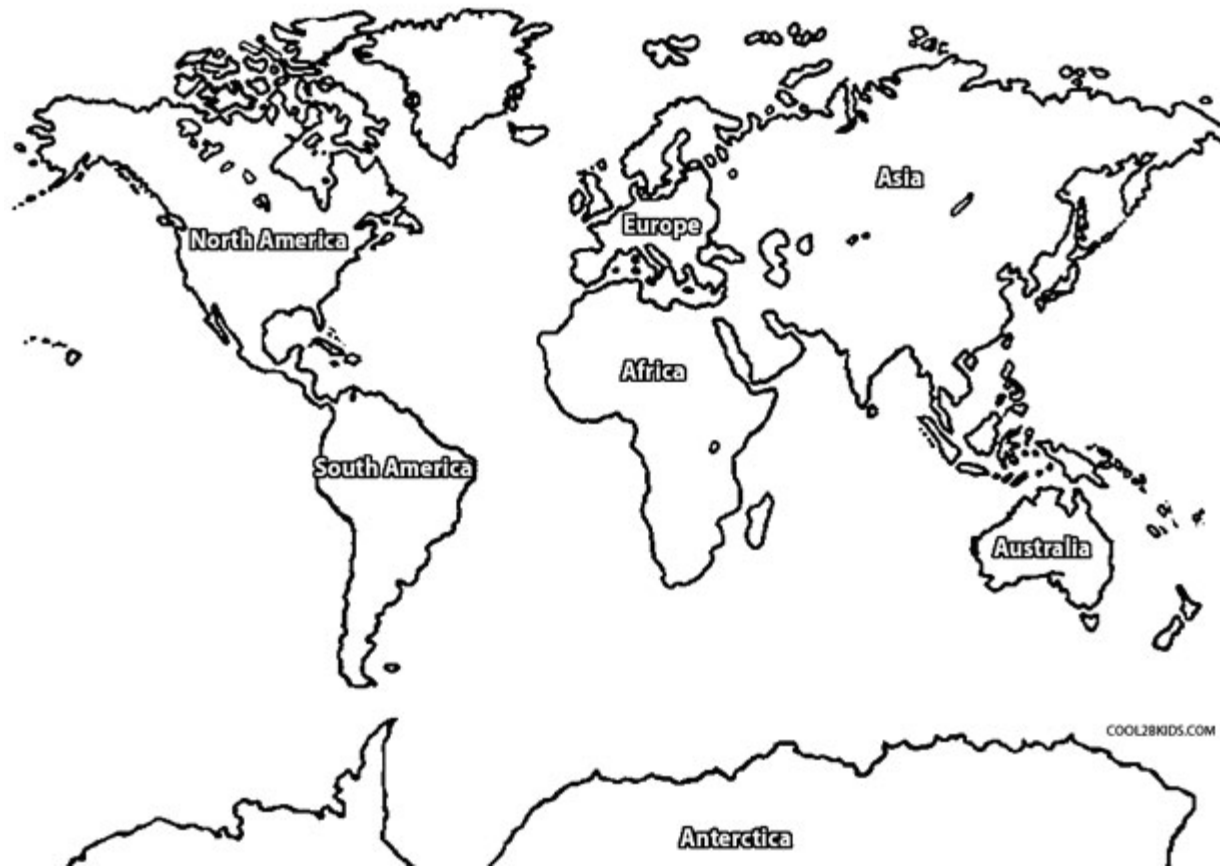 Asia
Europe
North America
Africa
South America
Australia
COOL2BKIDS.COM
Anterctica